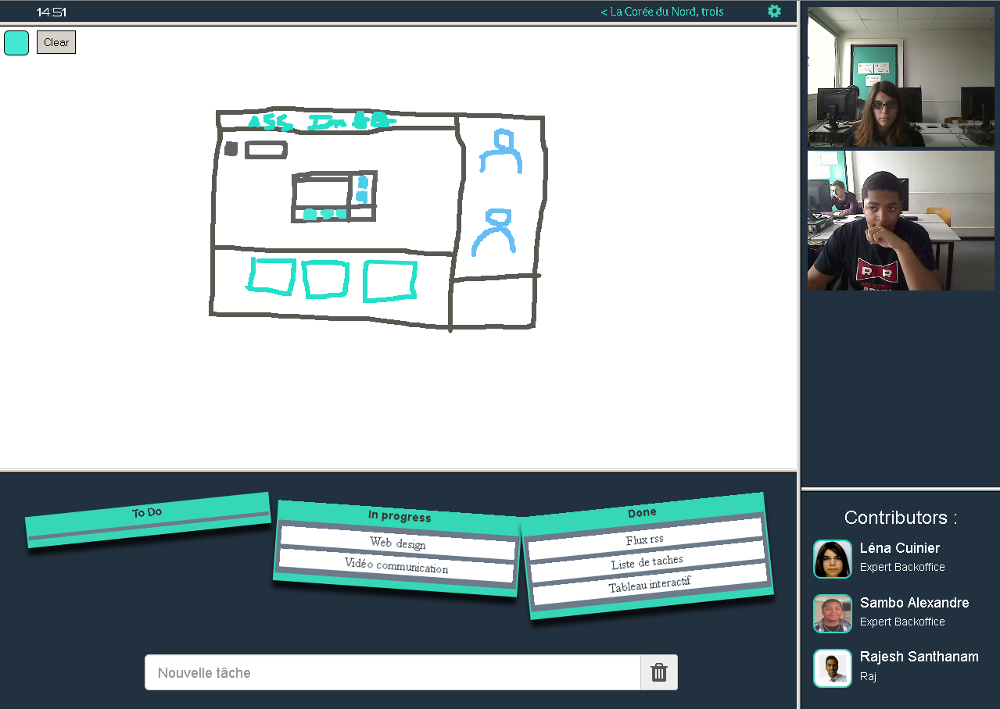 14:51
< La Corée du Nord, trois
Clear
To Do
In progress
Web design
Vidéo communication
Done
Flux rss
Liste de taches
Tableau interactif
Nouvelle tâche
Contributors :
Léna Cuinier
Expert Backoffice
Sambo Alexandre
Expert Backoffice
Rajesh Santhanam
Raj